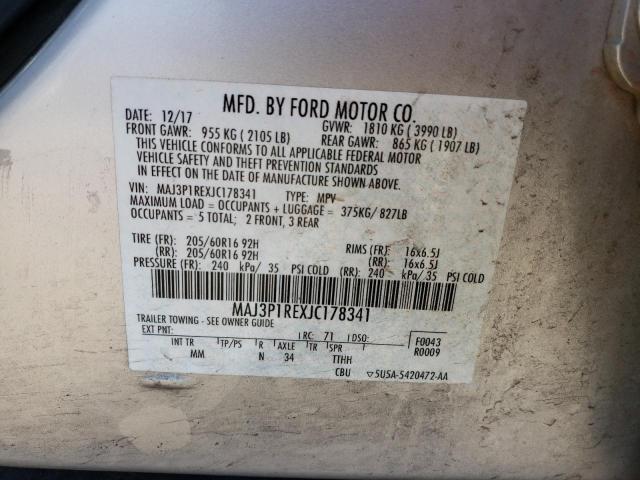 MFD. BY FORD MOTOR CO.
DATE: 12/17 GVWR: 1810 KG ( 3990 LB)
FRONT GAWR: 955 KG ( 2105 LB) REAR GAWR: 865 KG ( 1907 LB)
THIS VEHICLE CONFORMS TO ALL APPLICABLE FEDERAL MOTOR
VEHICLE SAFETY AND THEFT PREVENTION STANDARDS
IN EFFECT ON THE DATE OF MANUFACTURE SHOWN ABOVE.
VIN: MAJ3P1REXJC178341 TYPE: MPV
MAXIMUM LOAD = OCCUPANTS + LUGGAGE = 375KG/ 827LB
OCCUPANTS = 5 TOTAL; 2 FRONT, 3 REAR
TIRE (FR): 205/60R16 92H RIMS (FR): 16x6.5J
(RR): 205/60R16 92H (RR): 16x6.5J
PRESSURE (FR): 240 kPa/ 35 PSI COLD (RR): 240 kPa/ 35 PSI COLD
MAJ3P1REXJC178341
TRAILER TOWING - SEE OWNER GUIDE
EXT PNT: RC: 71 DSO: F0043
INT TR TP/PS R AXLE TR SPR R0009
MM N 34 TTHH
CBU ▽5U5A-5420472-AA